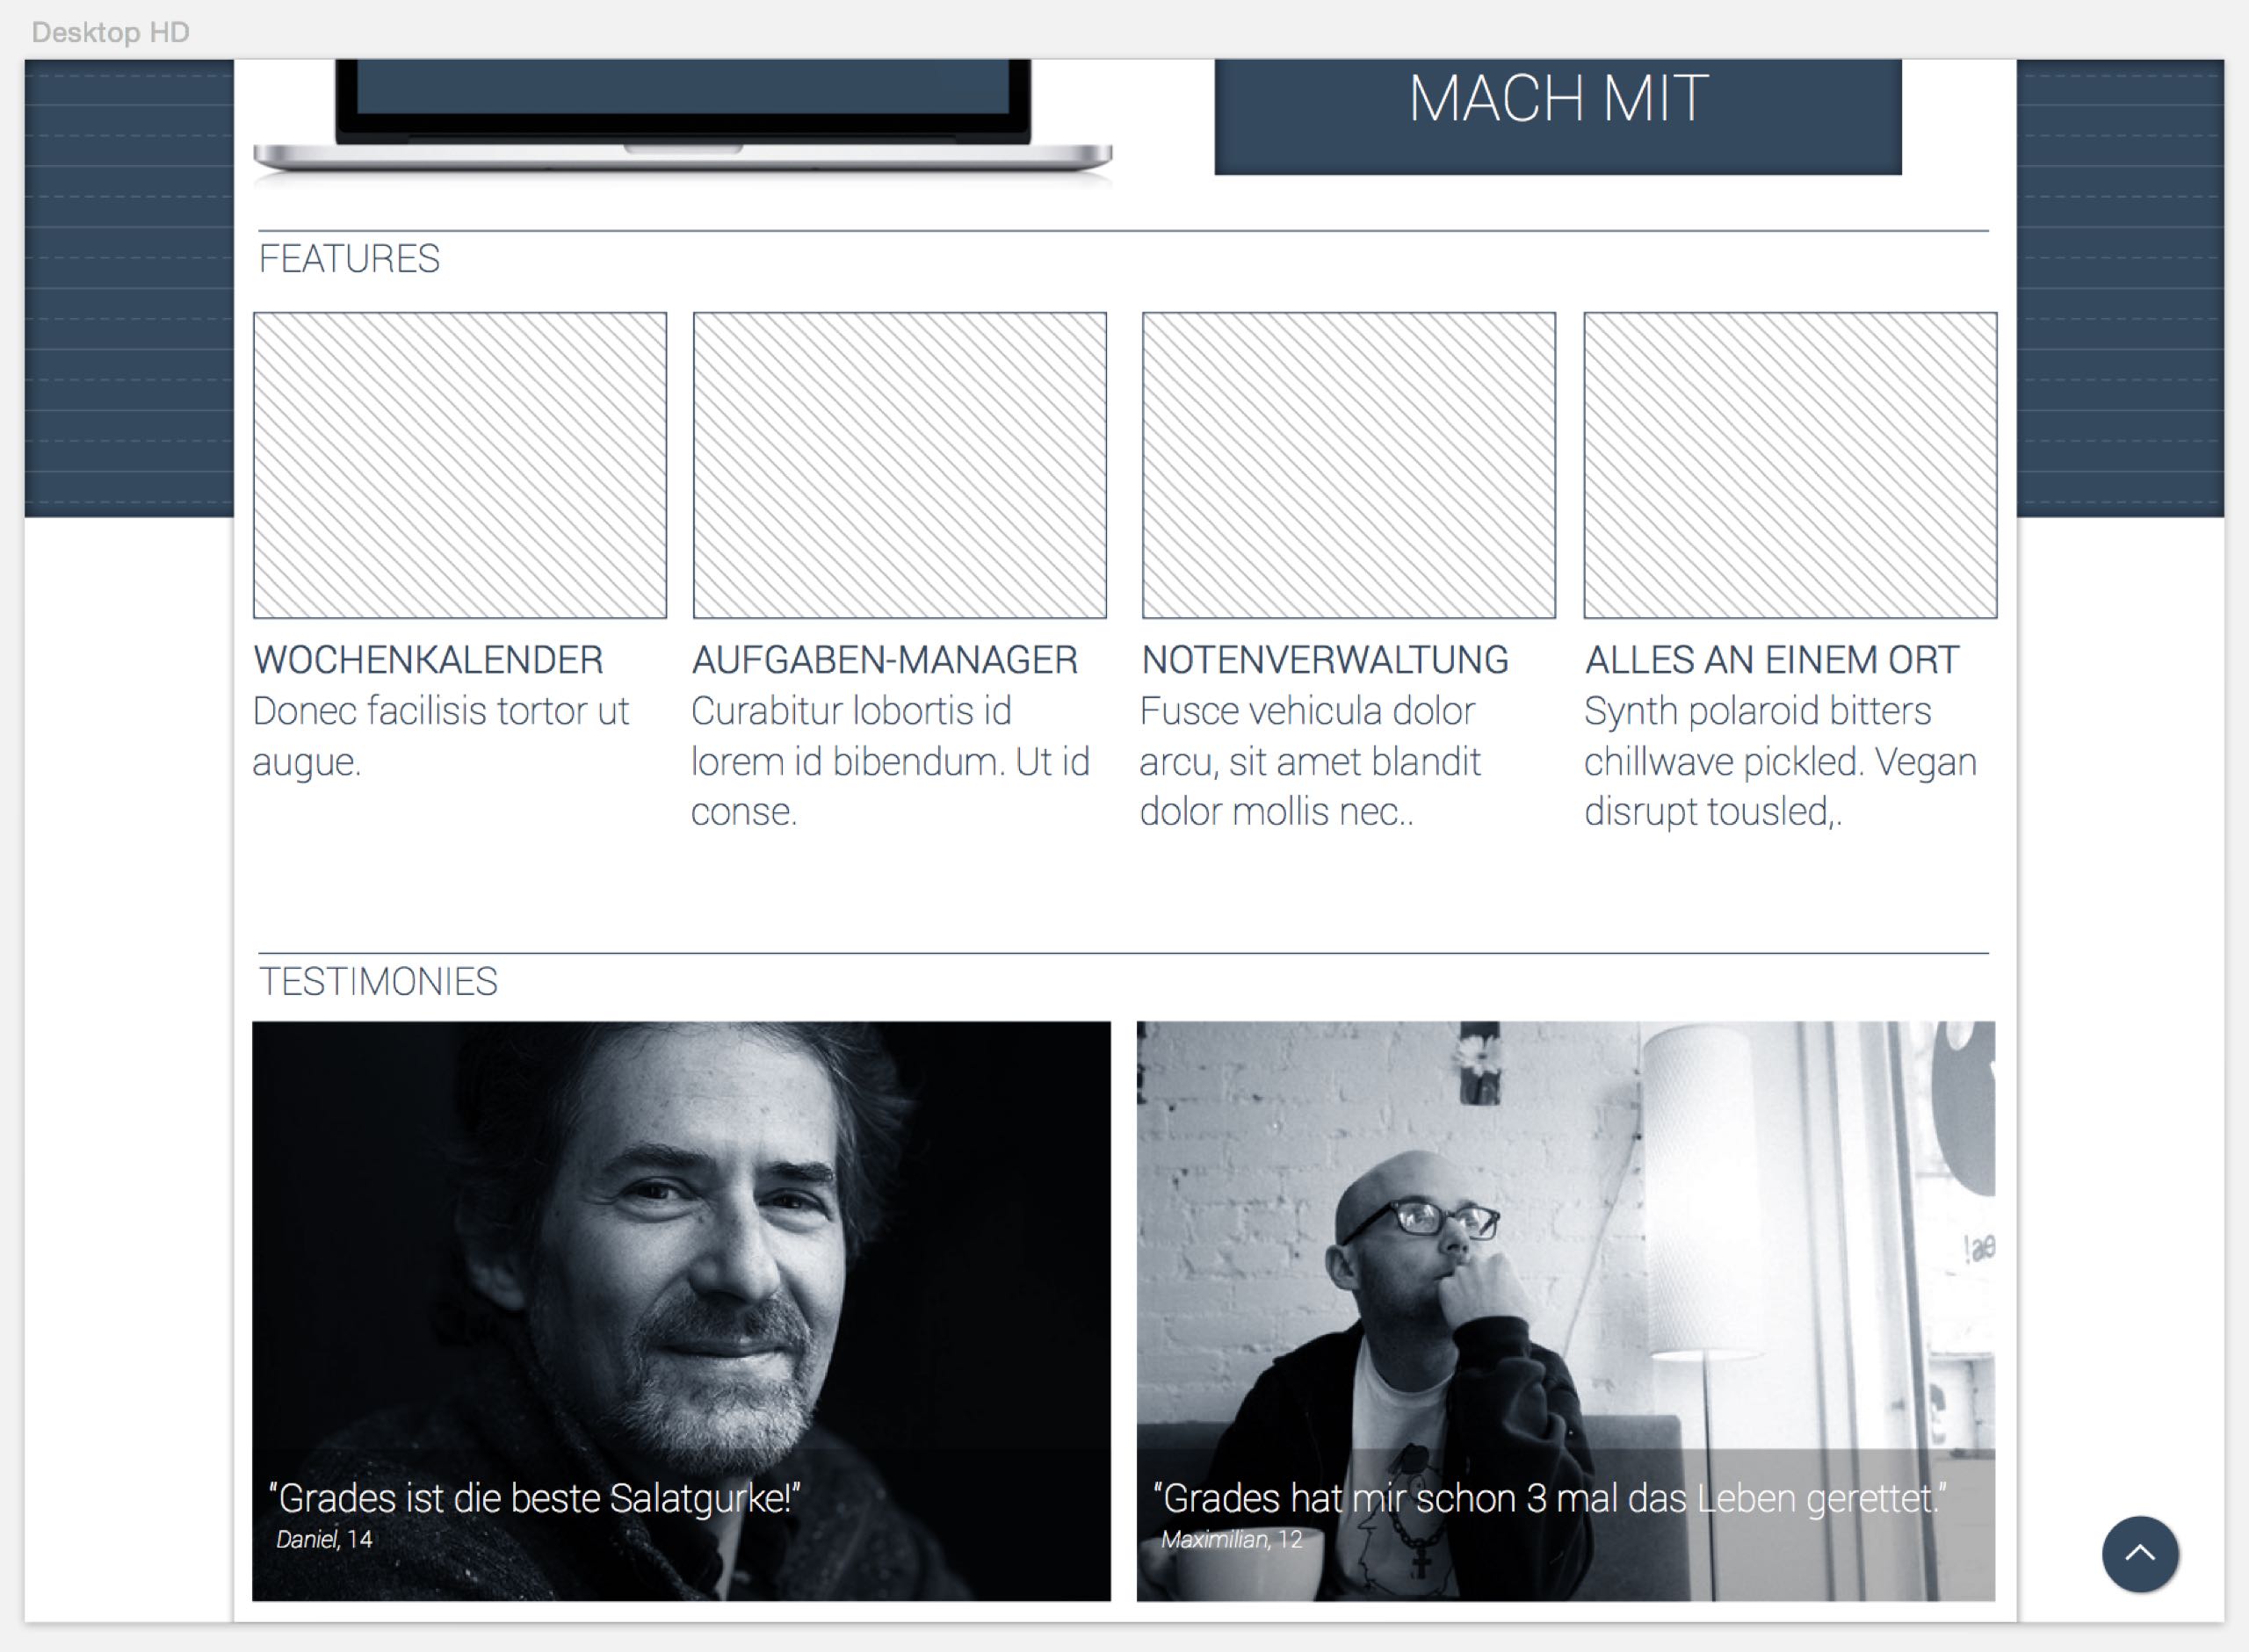 Desktop HD
MACH MIT
FEATURES
WOCHENKALENDER
Donec facilisis tortor ut
augue.
AUFGABEN-MANAGER
Curabitur lobortis id
lorem id bibendum. Ut id
conse.
NOTENVERWALTUNG
Fusce vehicula dolor
arcu, sit amet blandit
dolor mollis nec..
ALLES AN EINEM ORT
Synth polaroid bitters
chillwave pickled. Vegan
disrupt tousled,.
TESTIMONIES
"Grades ist die beste Salatgurke!"
Daniel, 14
"Grades hat mir schon 3 mal das Leben gerettet."
Maximilian, 12